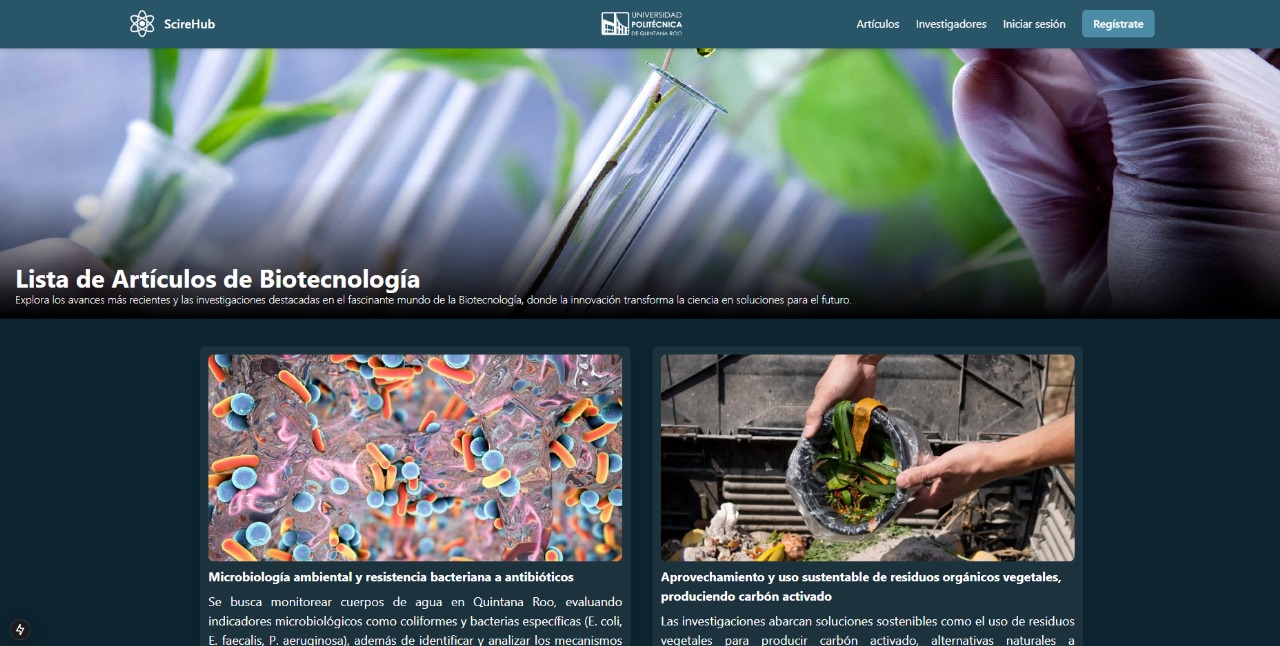 ScireHub
UNIVERSIDAD
POLITÉCNICA
DE QUINTANA ROO
Artículos
Investigadores
Iniciar sesión
Regístrate
Lista de Artículos de Biotecnología
Explora los avances más recientes y las investigaciones destacadas en el fascinante mundo de la Biotecnología, donde la innovación transforma la ciencia en soluciones para el futuro.
Microbiología ambiental y resistencia bacteriana a antibióticos
Se busca monitorear cuerpos de agua en Quintana Roo, evaluando
indicadores microbiológicos como coliformes y bacterias específicas (E. coli,
E. faecalis, P. aeruginosa), además de identificar y analizar los mecanismos
Aprovechamiento y uso sustentable de residuos orgánicos vegetales,
produciendo carbón activado
Las investigaciones abarcan soluciones sostenibles como el uso de residuos
vegetales para producir carbón activado, alternativas naturales a